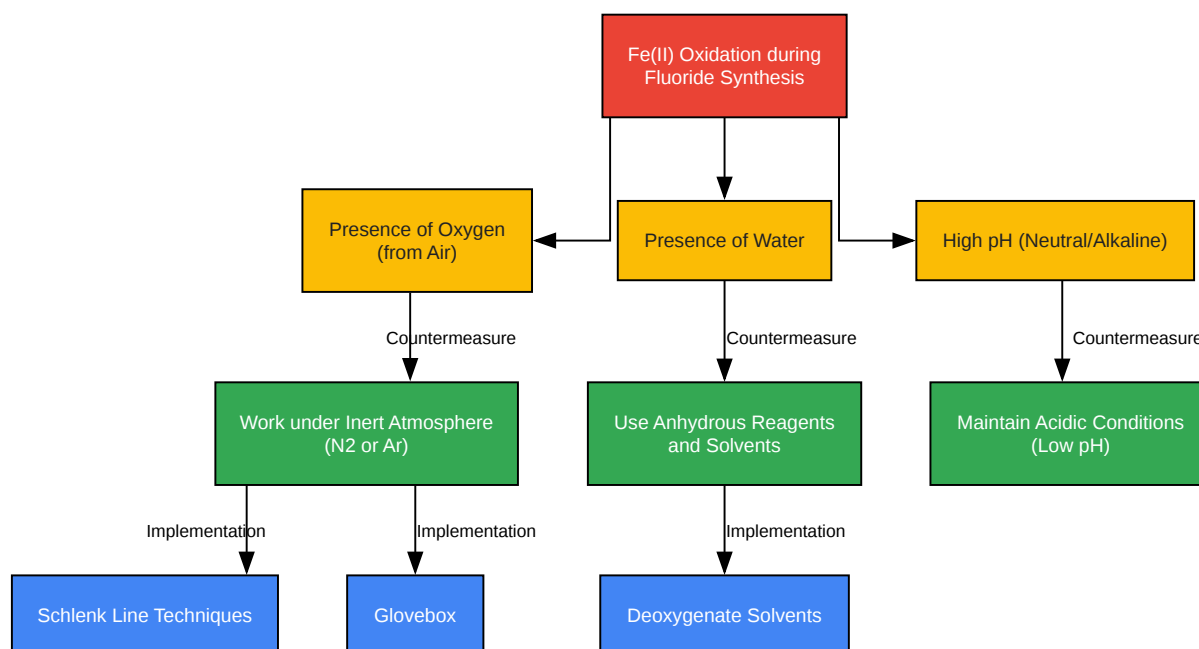 Fe(II) Oxidation during
Fluoride Synthesis
Presence of Oxygen
(from Air)
Presence of Water
High pH (Neutral/Alkaline)
Countermeasure
Countermeasure
Countermeasure
Work under Inert Atmosphere
(N2 or Ar)
Use Anhydrous Reagents
and Solvents
Maintain Acidic Conditions
(Low pH)
Implementation
Implementation
Implementation
Schlenk Line Techniques
Glovebox
Deoxygenate Solvents